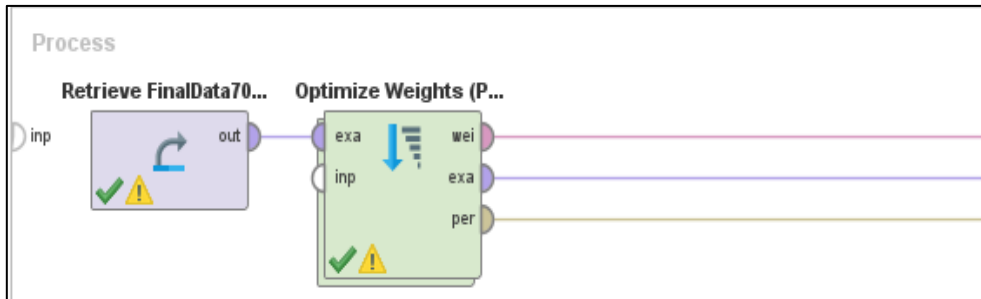 Process
Retrieve FinalData70... Optimize Weights (P...
inp out exa wei
inp exa
per